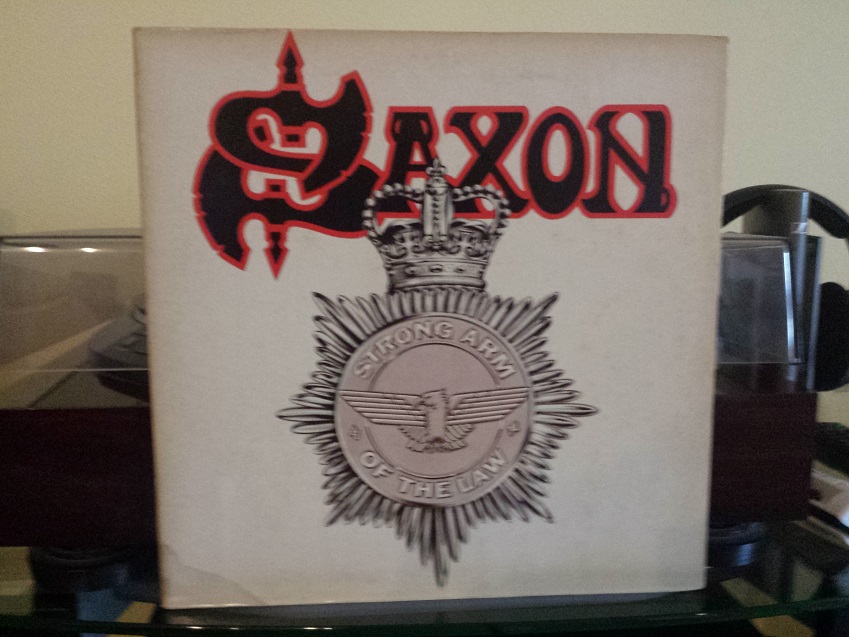 SAXON
STRONG ARM
OF THE LAW